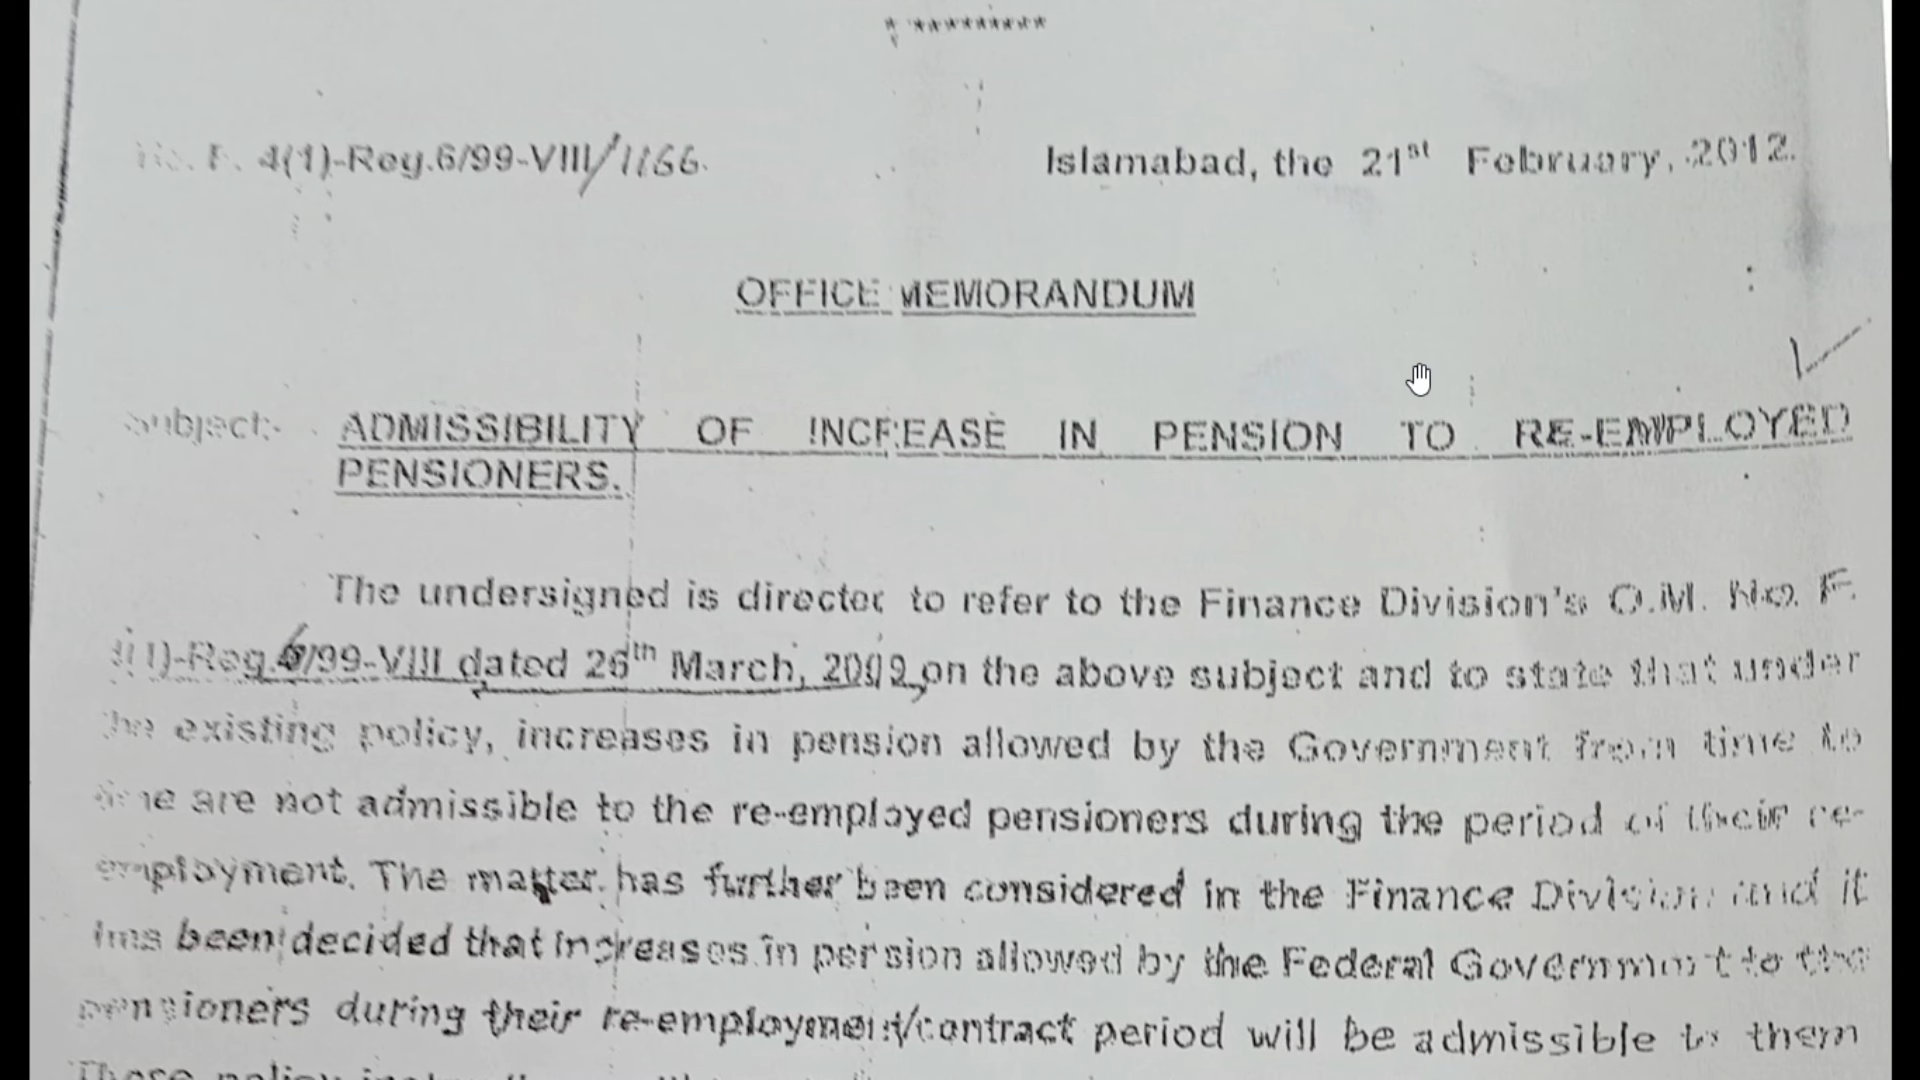 * *********
No. F. 4(1)-Reg.6/99-VIII/1166.
Islamabad, the 21st February, 2012.
OFFICE MEMORANDUM
Subject:- ADMISSIBILITY OF INCREASE IN PENSION TO RE-EMPLOYED
PENSIONERS.
The undersigned is directed to refer to the Finance Division's O.M. No. F.
(1)-Reg.6/99-VIII dated 26th March, 2009 on the above subject and to state that under
the existing policy, increases in pension allowed by the Government from time to
time are not admissible to the re-employed pensioners during the period of their re-
employment. The matter has further been considered in the Finance Division and it
has been decided that increases in pension allowed by the Federal Government to the
pensioners during their re-employment/contract period will be admissible to them
These policy